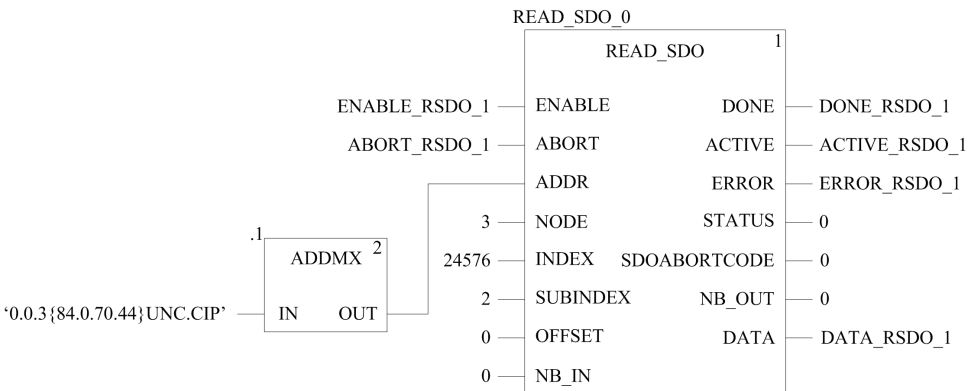 READ_SDO_0
READ_SDO 1
ENABLE_RSDO_1 ENABLE DONE DONE_RSDO_1
ABORT_RSDO_1 ABORT ACTIVE ACTIVE_RSDO_1
ADDR ERROR ERROR_RSDO_1
3 NODE STATUS 0
.1
ADDMX 2
24576 INDEX SDOABORTCODE 0
2 SUBINDEX NB_OUT 0
‘0.0.3{84.0.70.44}UNC.CIP’ IN OUT
0 OFFSET DATA DATA_RSDO_1
0 NB_IN